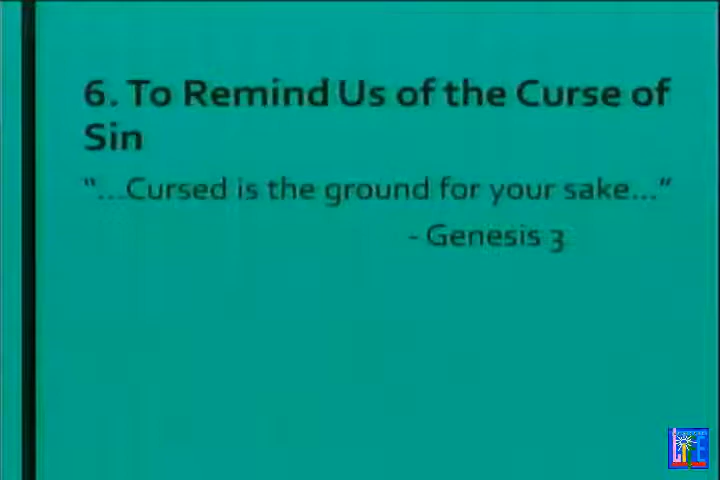 6. To Remind Us of the Curse of
Sin
“...Cursed is the ground for your sake...”
- Genesis 3